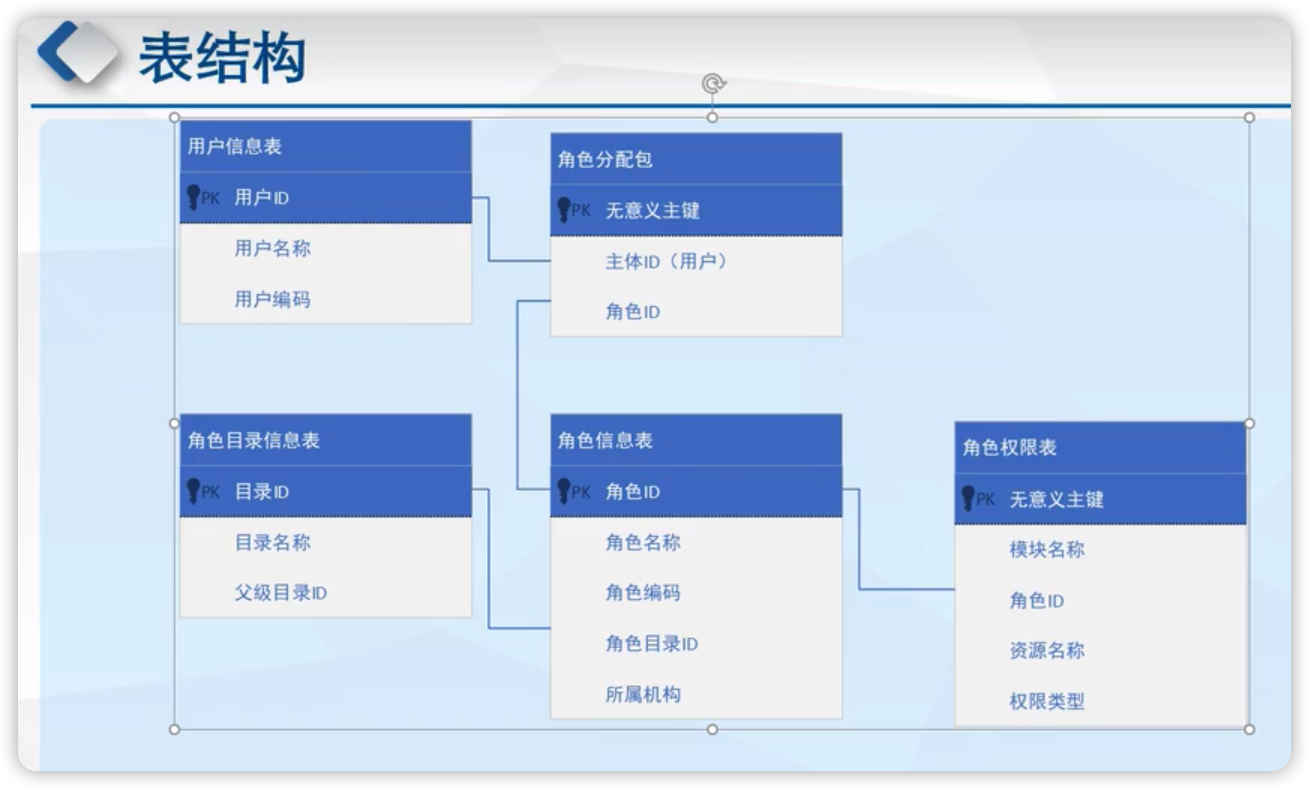 表结构
用户信息表
PK 用户ID
用户名称
用户编码
角色分配包
PK 无意义主键
主体ID（用户）
角色ID
角色目录信息表
PK 目录ID
目录名称
父级目录ID
角色信息表
PK 角色ID
角色名称
角色编码
角色目录ID
所属机构
角色权限表
PK 无意义主键
模块名称
角色ID
资源名称
权限类型